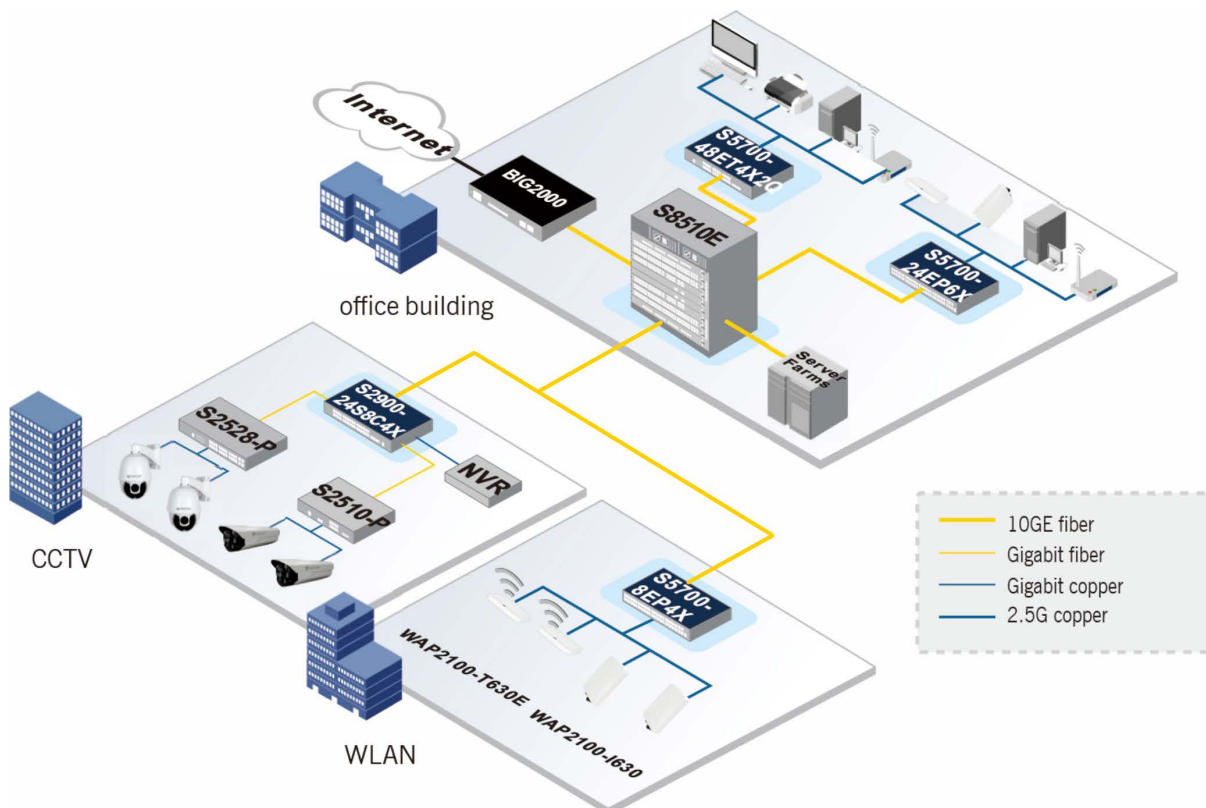 Internet
BIG2000
S5700-
48ET4X2Q
S8510E
S5700-
24EP6X
office building
Server
Farms
S2900-
24S8C4X
S2528-P
NVR
S2510-P
CCTV
S5700-
8EP4X
WAP2100-T630E
WAP2100-I630
WLAN
10GE fiber
Gigabit fiber
Gigabit copper
2.5G copper